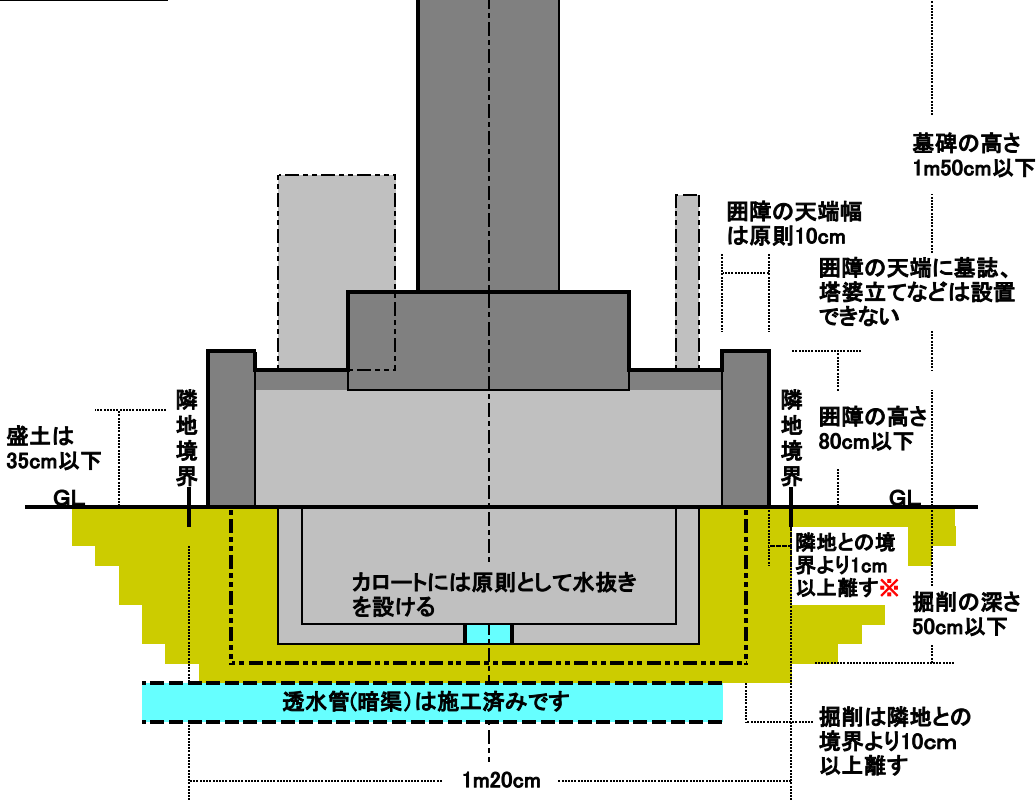 墓碑の高さ
1m50cm以下
囲障の天端幅
は原則10cm
囲障の天端に墓誌、
塔婆立てなどは設置
できない
隣地境界
隣地境界
囲障の高さ
80cm以下
盛土は
35cm以下
GL
GL
隣地との境
界より1cm
以上離す※
カロートには原則として水抜き
を設ける
掘削の深さ
50cm以下
透水管(暗渠)は施工済みです
掘削は隣地との
境界より10cm
以上離す
1m20cm